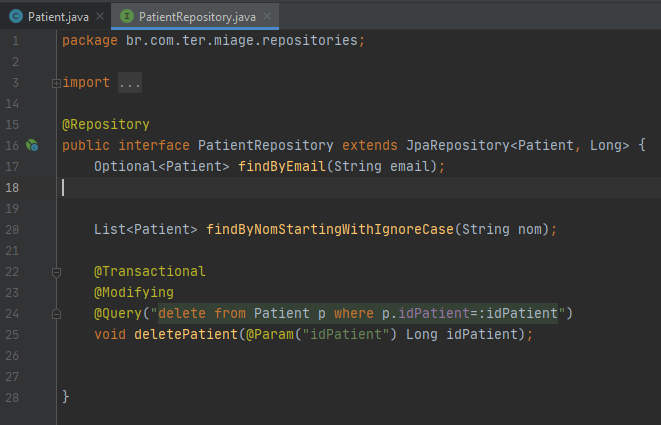 Patient.java × PatientRepository.java ×
1 package br.com.ter.miage.repositories;
2
3 import ...
14
15 @Repository
16 public interface PatientRepository extends JpaRepository<Patient, Long> {
17 Optional<Patient> findByEmail(String email);
18
19
20 List<Patient> findByNomStartingWithIgnoreCase(String nom);
21
22 @Transactional
23 @Modifying
24 @Query("delete from Patient p where p.idPatient=:idPatient")
25 void deletePatient(@Param("idPatient") Long idPatient);
26
27
28 }